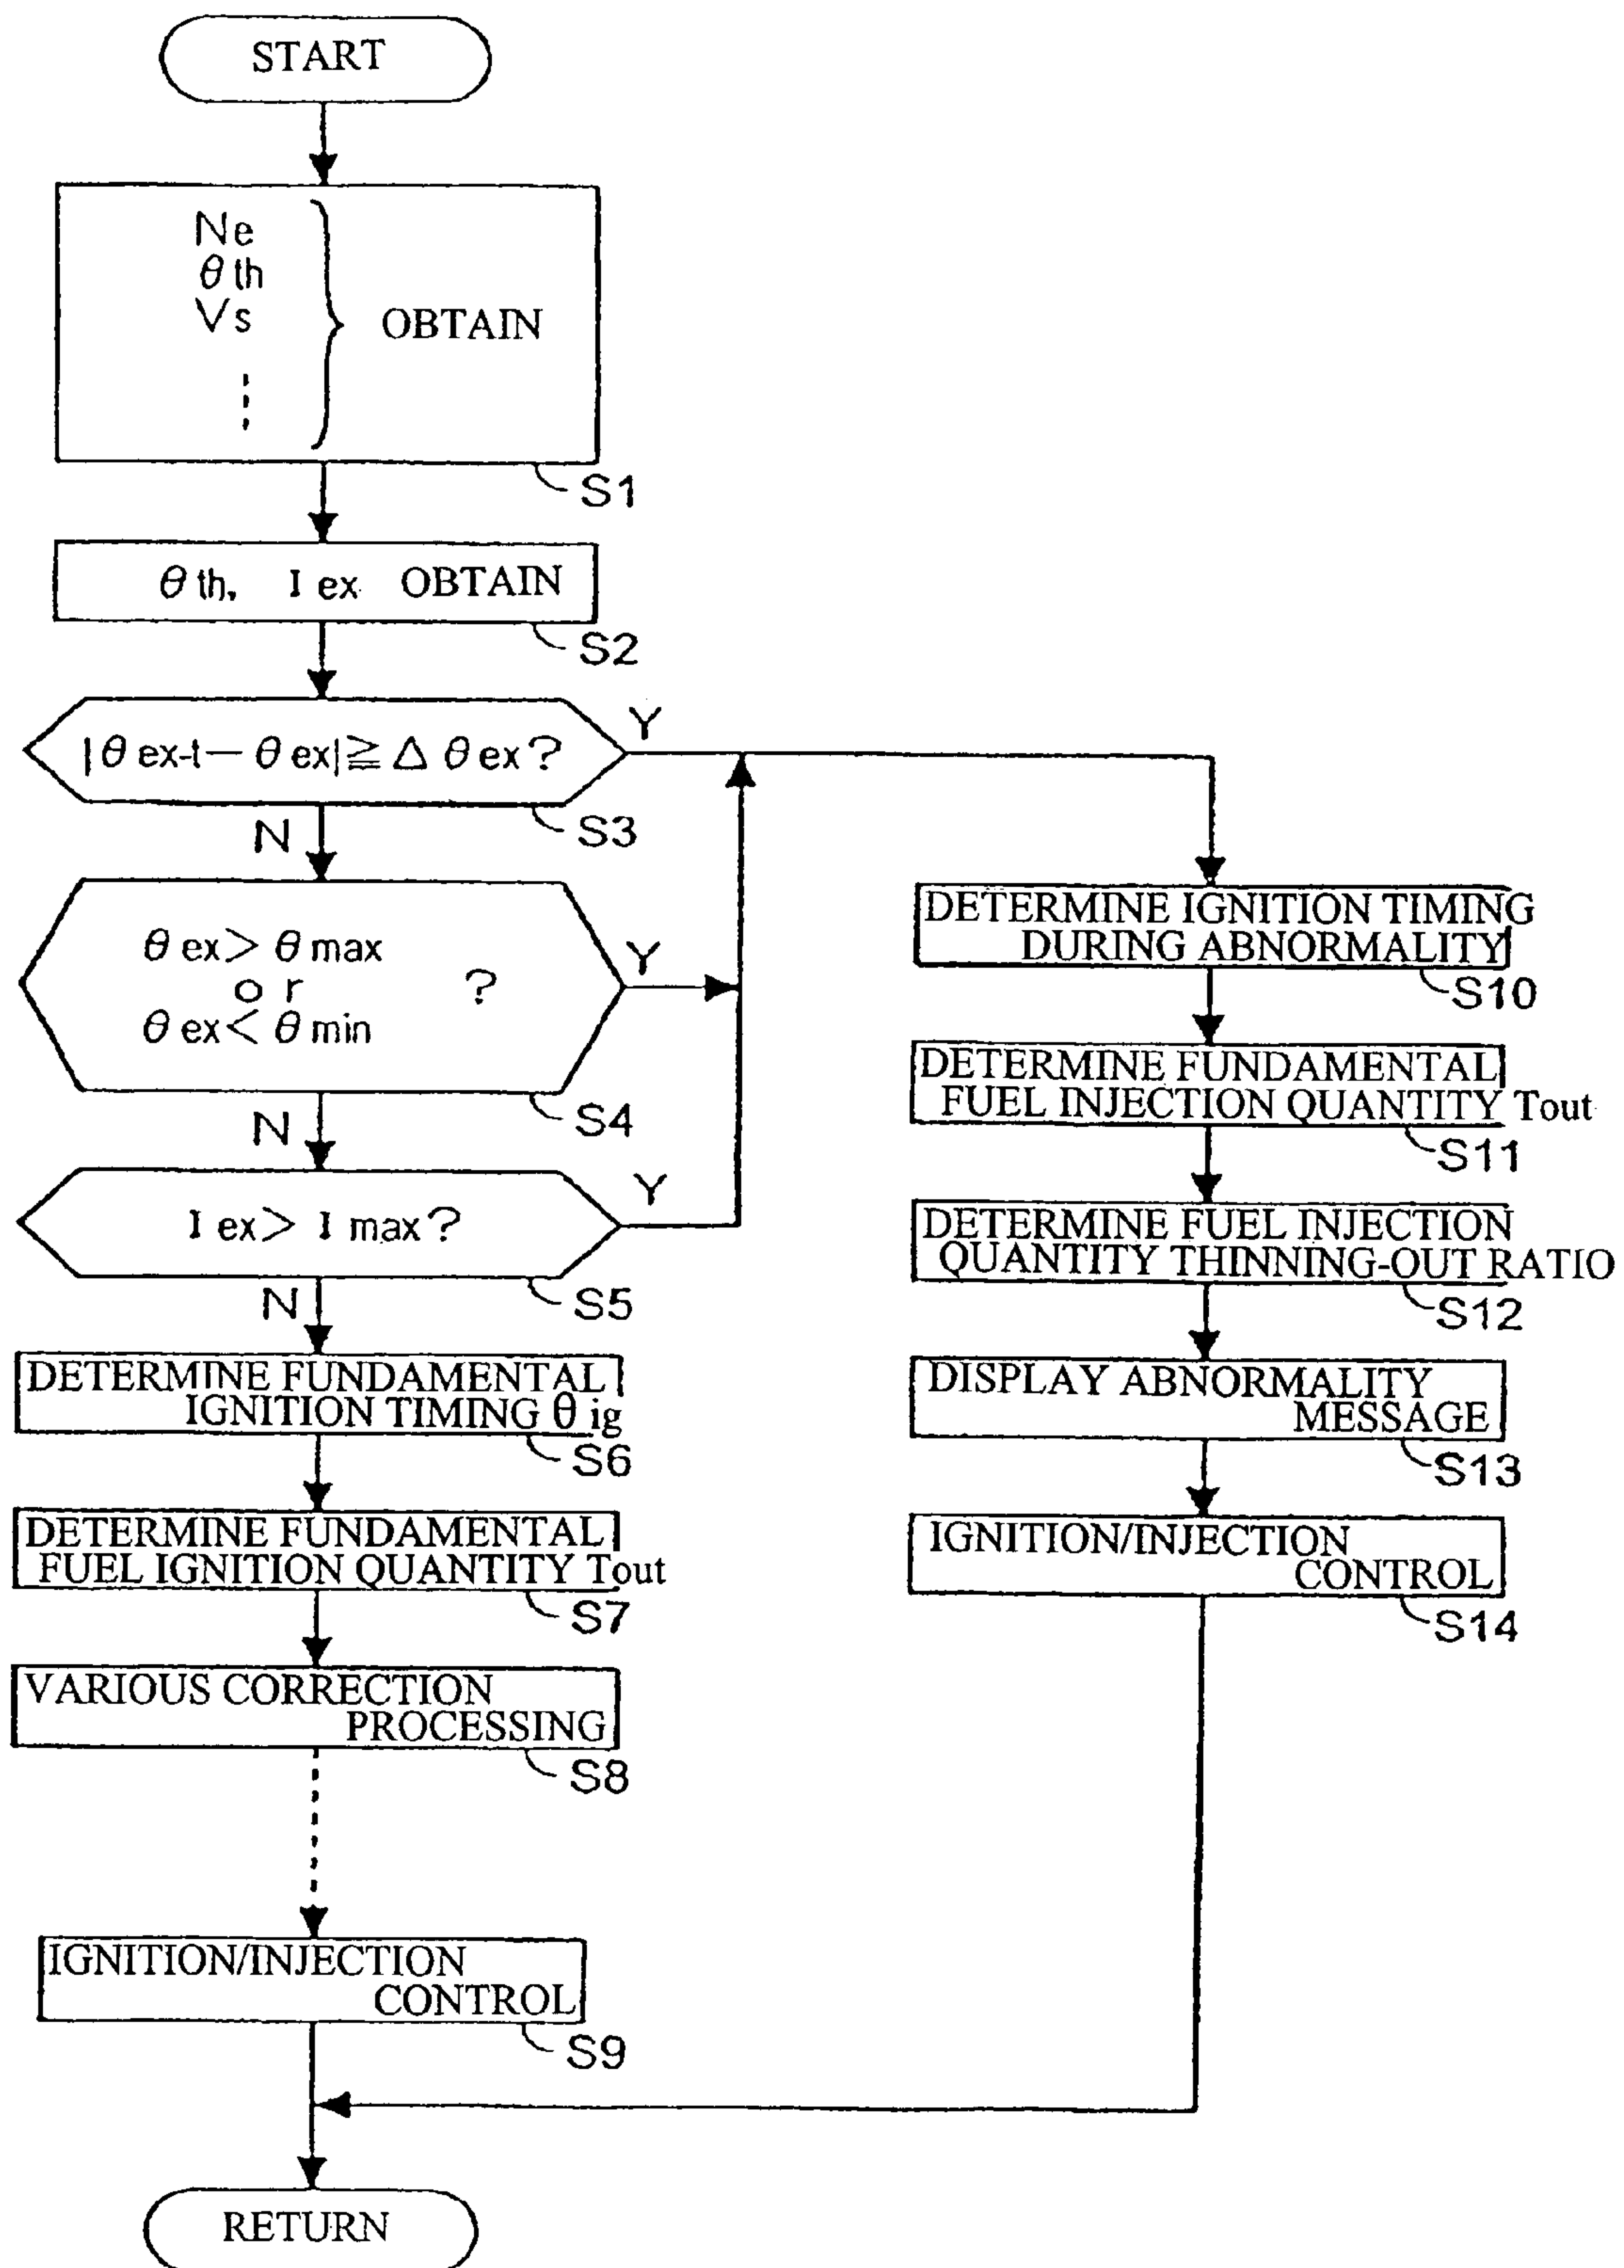 START
Ne
θ th
Vs
OBTAIN
S1
θ th, I ex OBTAIN
S2
|θ ex-t－θ ex|≧Δ θ ex?
Y
S3
N
θ ex>θ max
or
θ ex<θ min
?
Y
S4
N
I ex>I max?
Y
S5
N
DETERMINE FUNDAMENTAL
IGNITION TIMING θ ig
S6
DETERMINE FUNDAMENTAL
FUEL IGNITION QUANTITY Tout
S7
VARIOUS CORRECTION
PROCESSING
S8
IGNITION/INJECTION
CONTROL
S9
RETURN
DETERMINE IGNITION TIMING
DURING ABNORMALITY
S10
DETERMINE FUNDAMENTAL
FUEL INJECTION QUANTITY Tout
S11
DETERMINE FUEL INJECTION
QUANTITY THINNING-OUT RATIO
S12
DISPLAY ABNORMALITY
MESSAGE
S13
IGNITION/INJECTION
CONTROL
S14